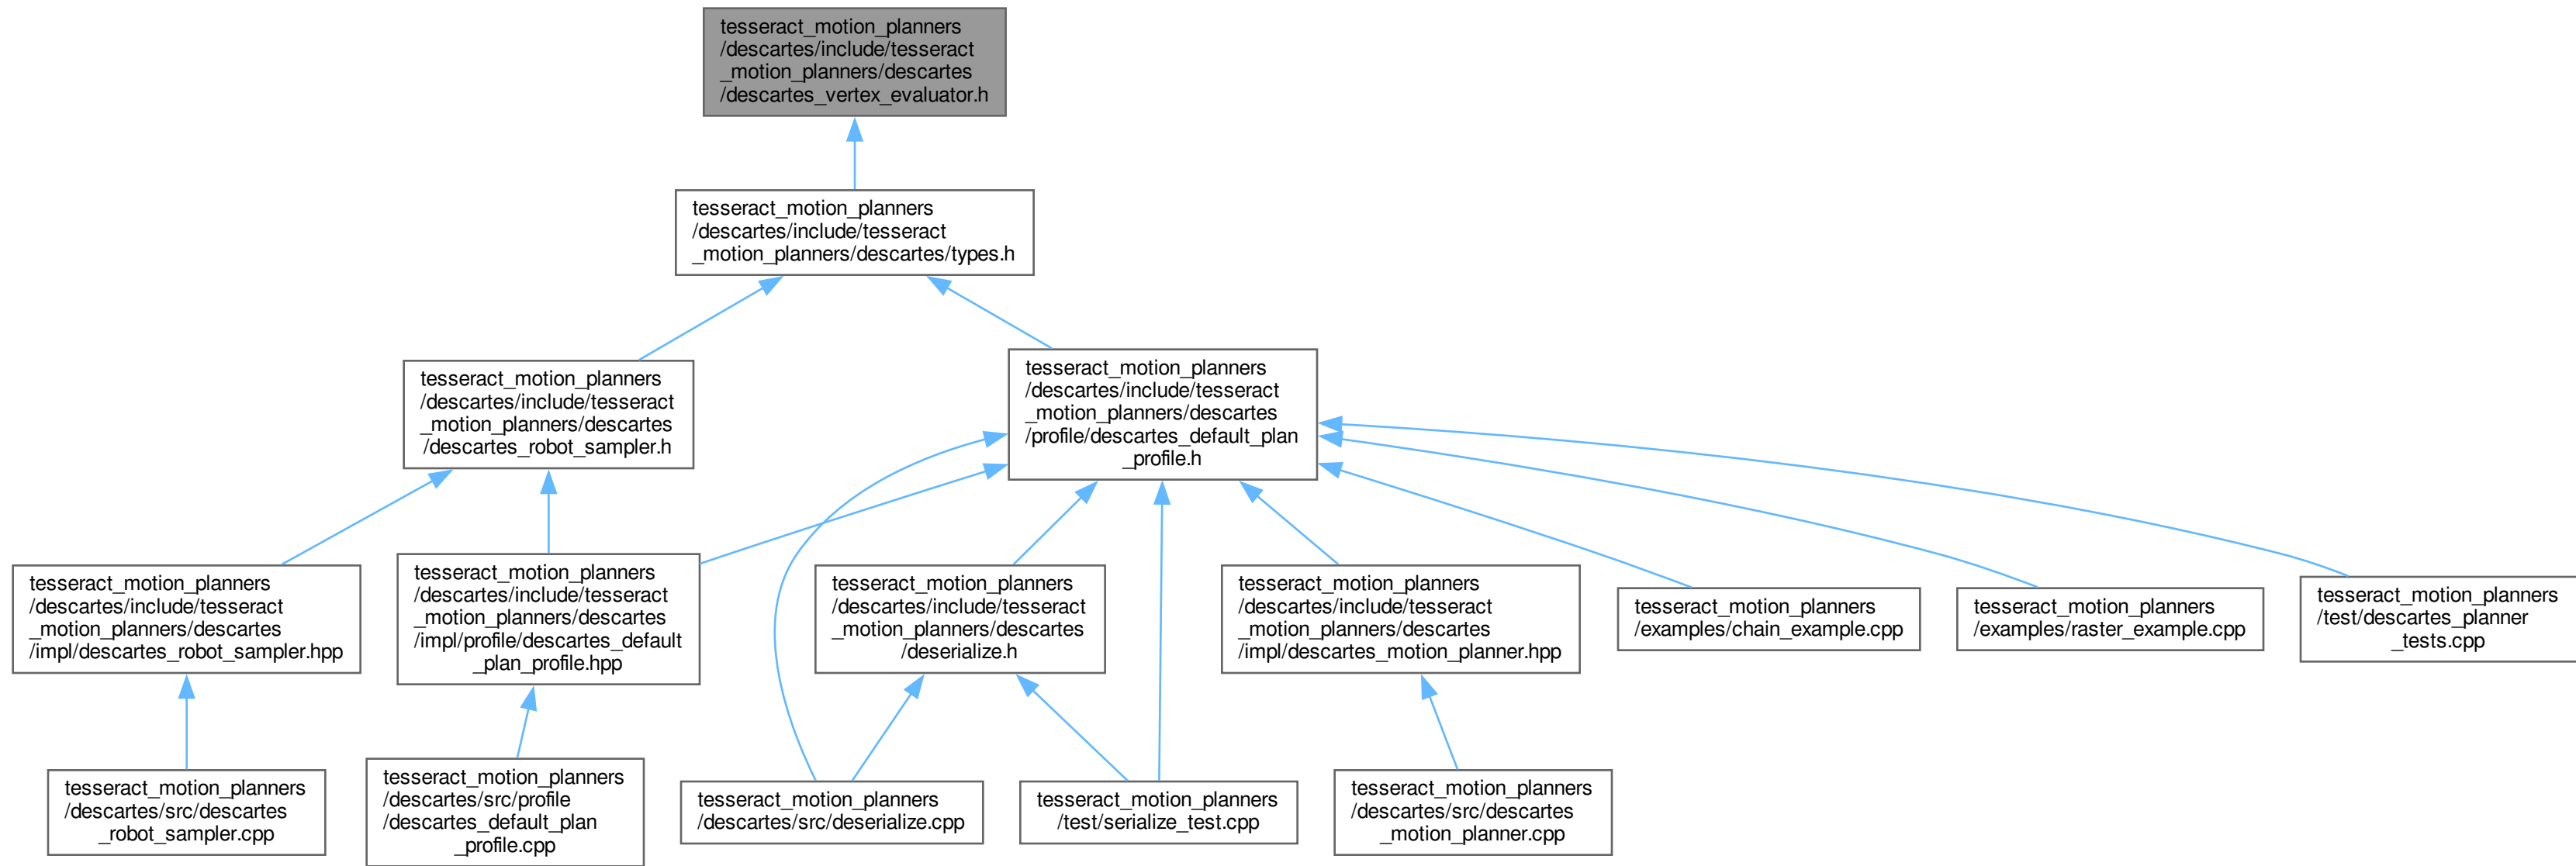 tesseract_motion_planners
/descartes/include/tesseract
_motion_planners/descartes
/descartes_vertex_evaluator.h
tesseract_motion_planners
/descartes/include/tesseract
_motion_planners/descartes/types.h
tesseract_motion_planners
/descartes/include/tesseract
_motion_planners/descartes
/descartes_robot_sampler.h
tesseract_motion_planners
/descartes/include/tesseract
_motion_planners/descartes
/profile/descartes_default_plan
_profile.h
tesseract_motion_planners
/descartes/include/tesseract
_motion_planners/descartes
/impl/descartes_robot_sampler.hpp
tesseract_motion_planners
/descartes/include/tesseract
_motion_planners/descartes
/impl/profile/descartes_default
_plan_profile.hpp
tesseract_motion_planners
/descartes/include/tesseract
_motion_planners/descartes
/deserialize.h
tesseract_motion_planners
/descartes/include/tesseract
_motion_planners/descartes
/impl/descartes_motion_planner.hpp
tesseract_motion_planners
/examples/chain_example.cpp
tesseract_motion_planners
/examples/raster_example.cpp
tesseract_motion_planners
/test/descartes_planner
_tests.cpp
tesseract_motion_planners
/descartes/src/descartes
_robot_sampler.cpp
tesseract_motion_planners
/descartes/src/profile
/descartes_default_plan
_profile.cpp
tesseract_motion_planners
/descartes/src/deserialize.cpp
tesseract_motion_planners
/test/serialize_test.cpp
tesseract_motion_planners
/descartes/src/descartes
_motion_planner.cpp